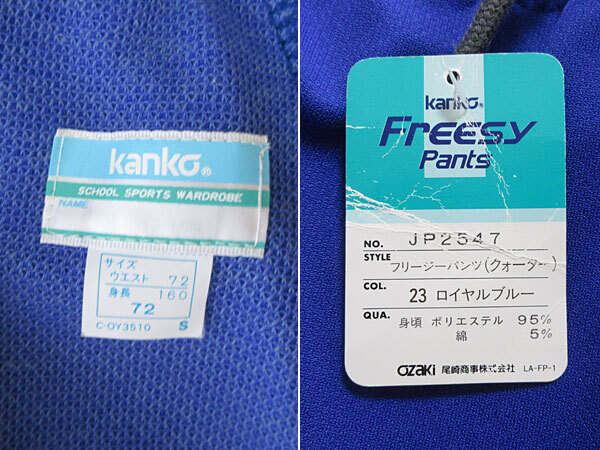 kanko®
SCHOOL SPORTS WARDROBE
NAME
サイズ
ウエスト 72
身長 160
72
C-OY3510 S
kanko®
Freesy
Pants
NO. JP2547
STYLE
フリージーパンツ(クォーター)
COL.
23 ロイヤルブルー
QUA.
身頃 ポリエステル 95%
綿 5%
OZAKI 尾崎商事株式会社 LA-FP-1